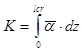 K = ∫₀^{lcr} α̅ · dz